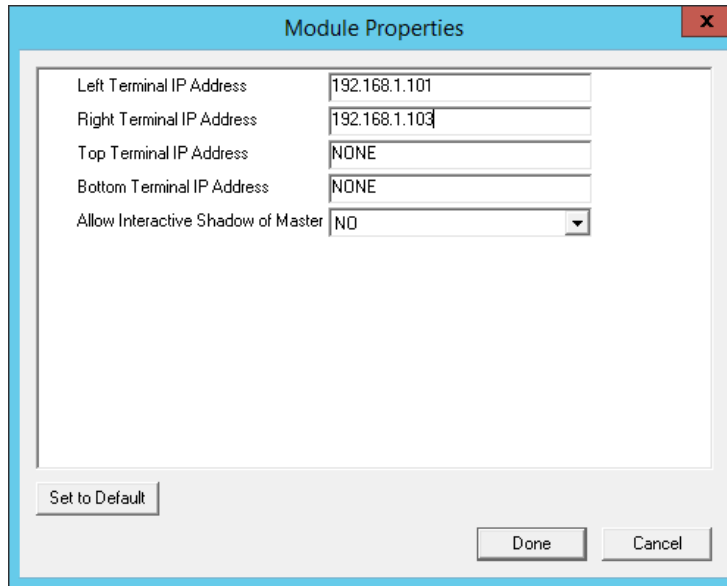 Module Properties
x
Left Terminal IP Address 192.168.1.101
Right Terminal IP Address 192.168.1.103
Top Terminal IP Address NONE
Bottom Terminal IP Address NONE
Allow Interactive Shadow of Master NO
Set to Default
Done Cancel